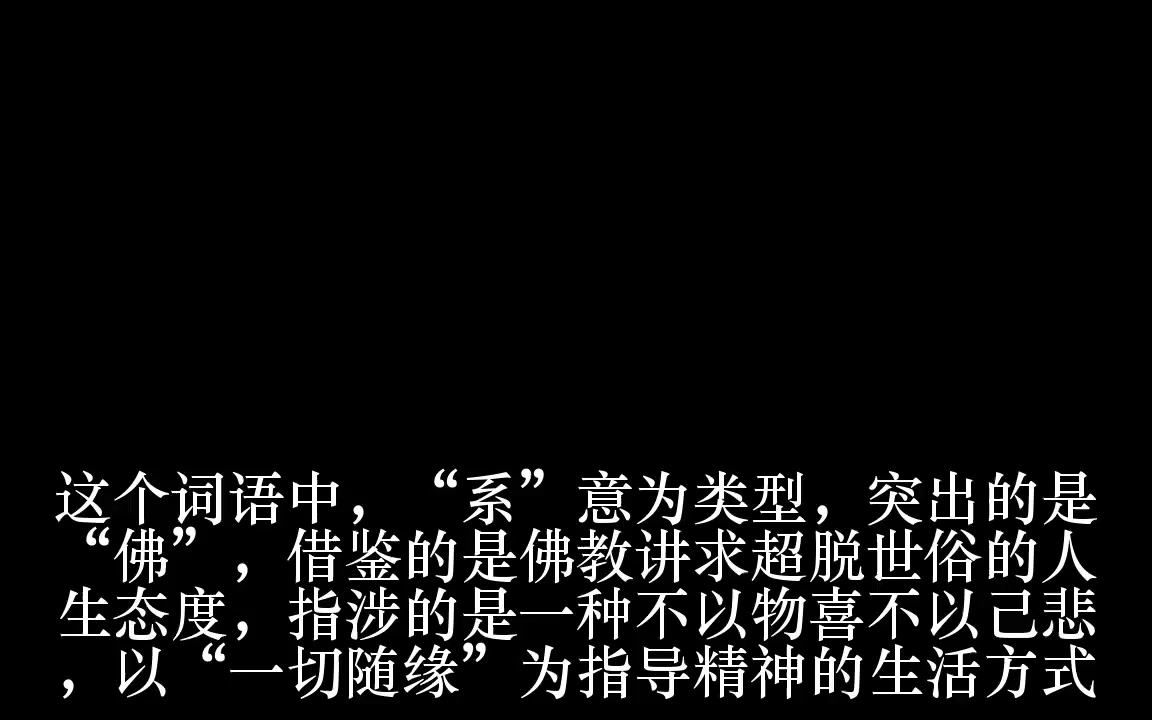 这个词语中，“系”意为类型，突出的是
“佛”，借鉴的是佛教讲求超脱世俗的人
生态度，指涉的是一种不以物喜不以己悲
，以“一切随缘”为指导精神的生活方式